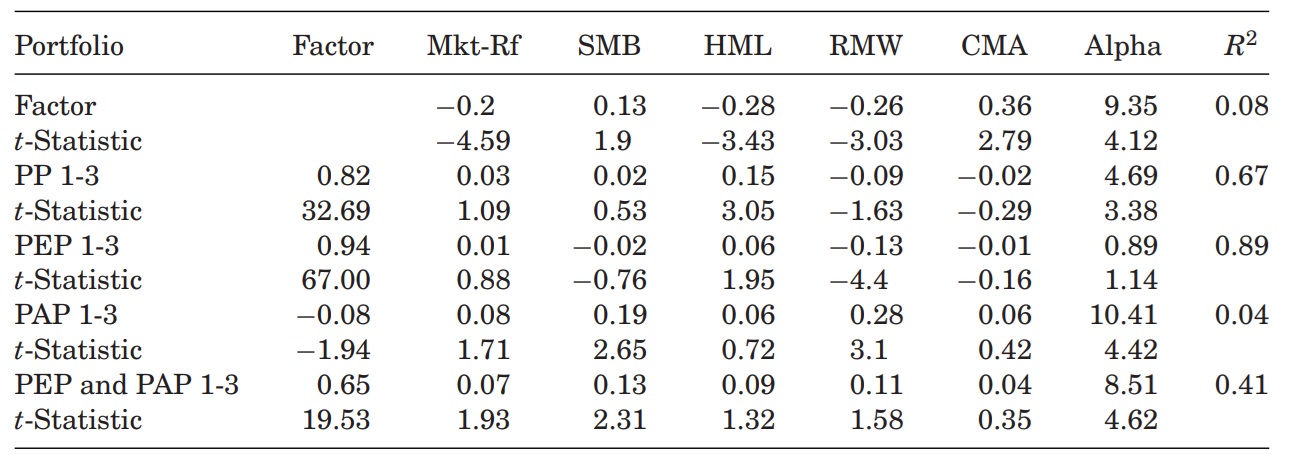 Portfolio Factor Mkt-Rf SMB HML RMW CMA Alpha R²
Factor −0.2 0.13 −0.28 −0.26 0.36 9.35 0.08
t-Statistic −4.59 1.9 −3.43 −3.03 2.79 4.12
PP 1-3 0.82 0.03 0.02 0.15 −0.09 −0.02 4.69 0.67
t-Statistic 32.69 1.09 0.53 3.05 −1.63 −0.29 3.38
PEP 1-3 0.94 0.01 −0.02 0.06 −0.13 −0.01 0.89 0.89
t-Statistic 67.00 0.88 −0.76 1.95 −4.4 −0.16 1.14
PAP 1-3 −0.08 0.08 0.19 0.06 0.28 0.06 10.41 0.04
t-Statistic −1.94 1.71 2.65 0.72 3.1 0.42 4.42
PEP and PAP 1-3 0.65 0.07 0.13 0.09 0.11 0.04 8.51 0.41
t-Statistic 19.53 1.93 2.31 1.32 1.58 0.35 4.62